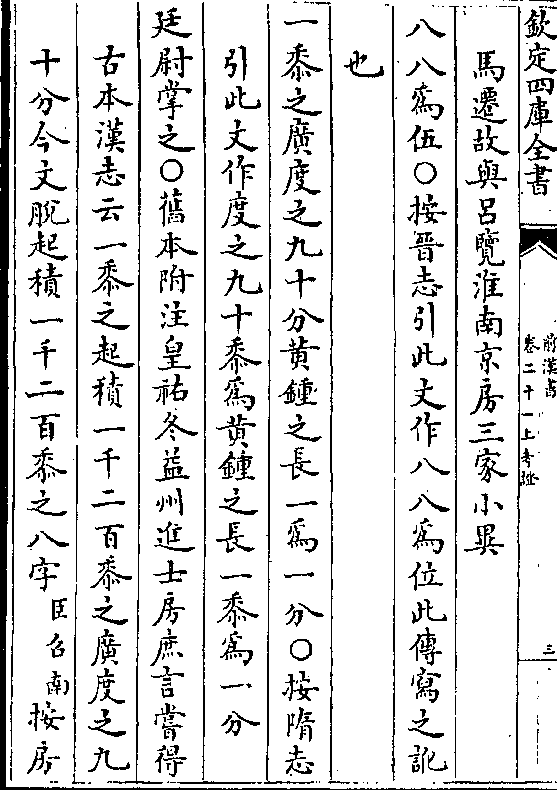 欽定四庫全書
前漢書
卷二十一上考證
三
馬遷故與呂覽淮南京房三家小異
八八爲伍○按晉志引此文作八八爲位此傳寫之訛
也
一黍之廣度之九十分黄鍾之長一爲一分○按隋志
引此文作度之九十黍爲黄鍾之長一黍爲一分
廷尉掌之○舊本附注皇祐冬益州進士房庶言嘗得
古本漢志云一黍之起積一千二百黍之廣度之九
十分今文脫起積一千二百黍之八字臣召南按房